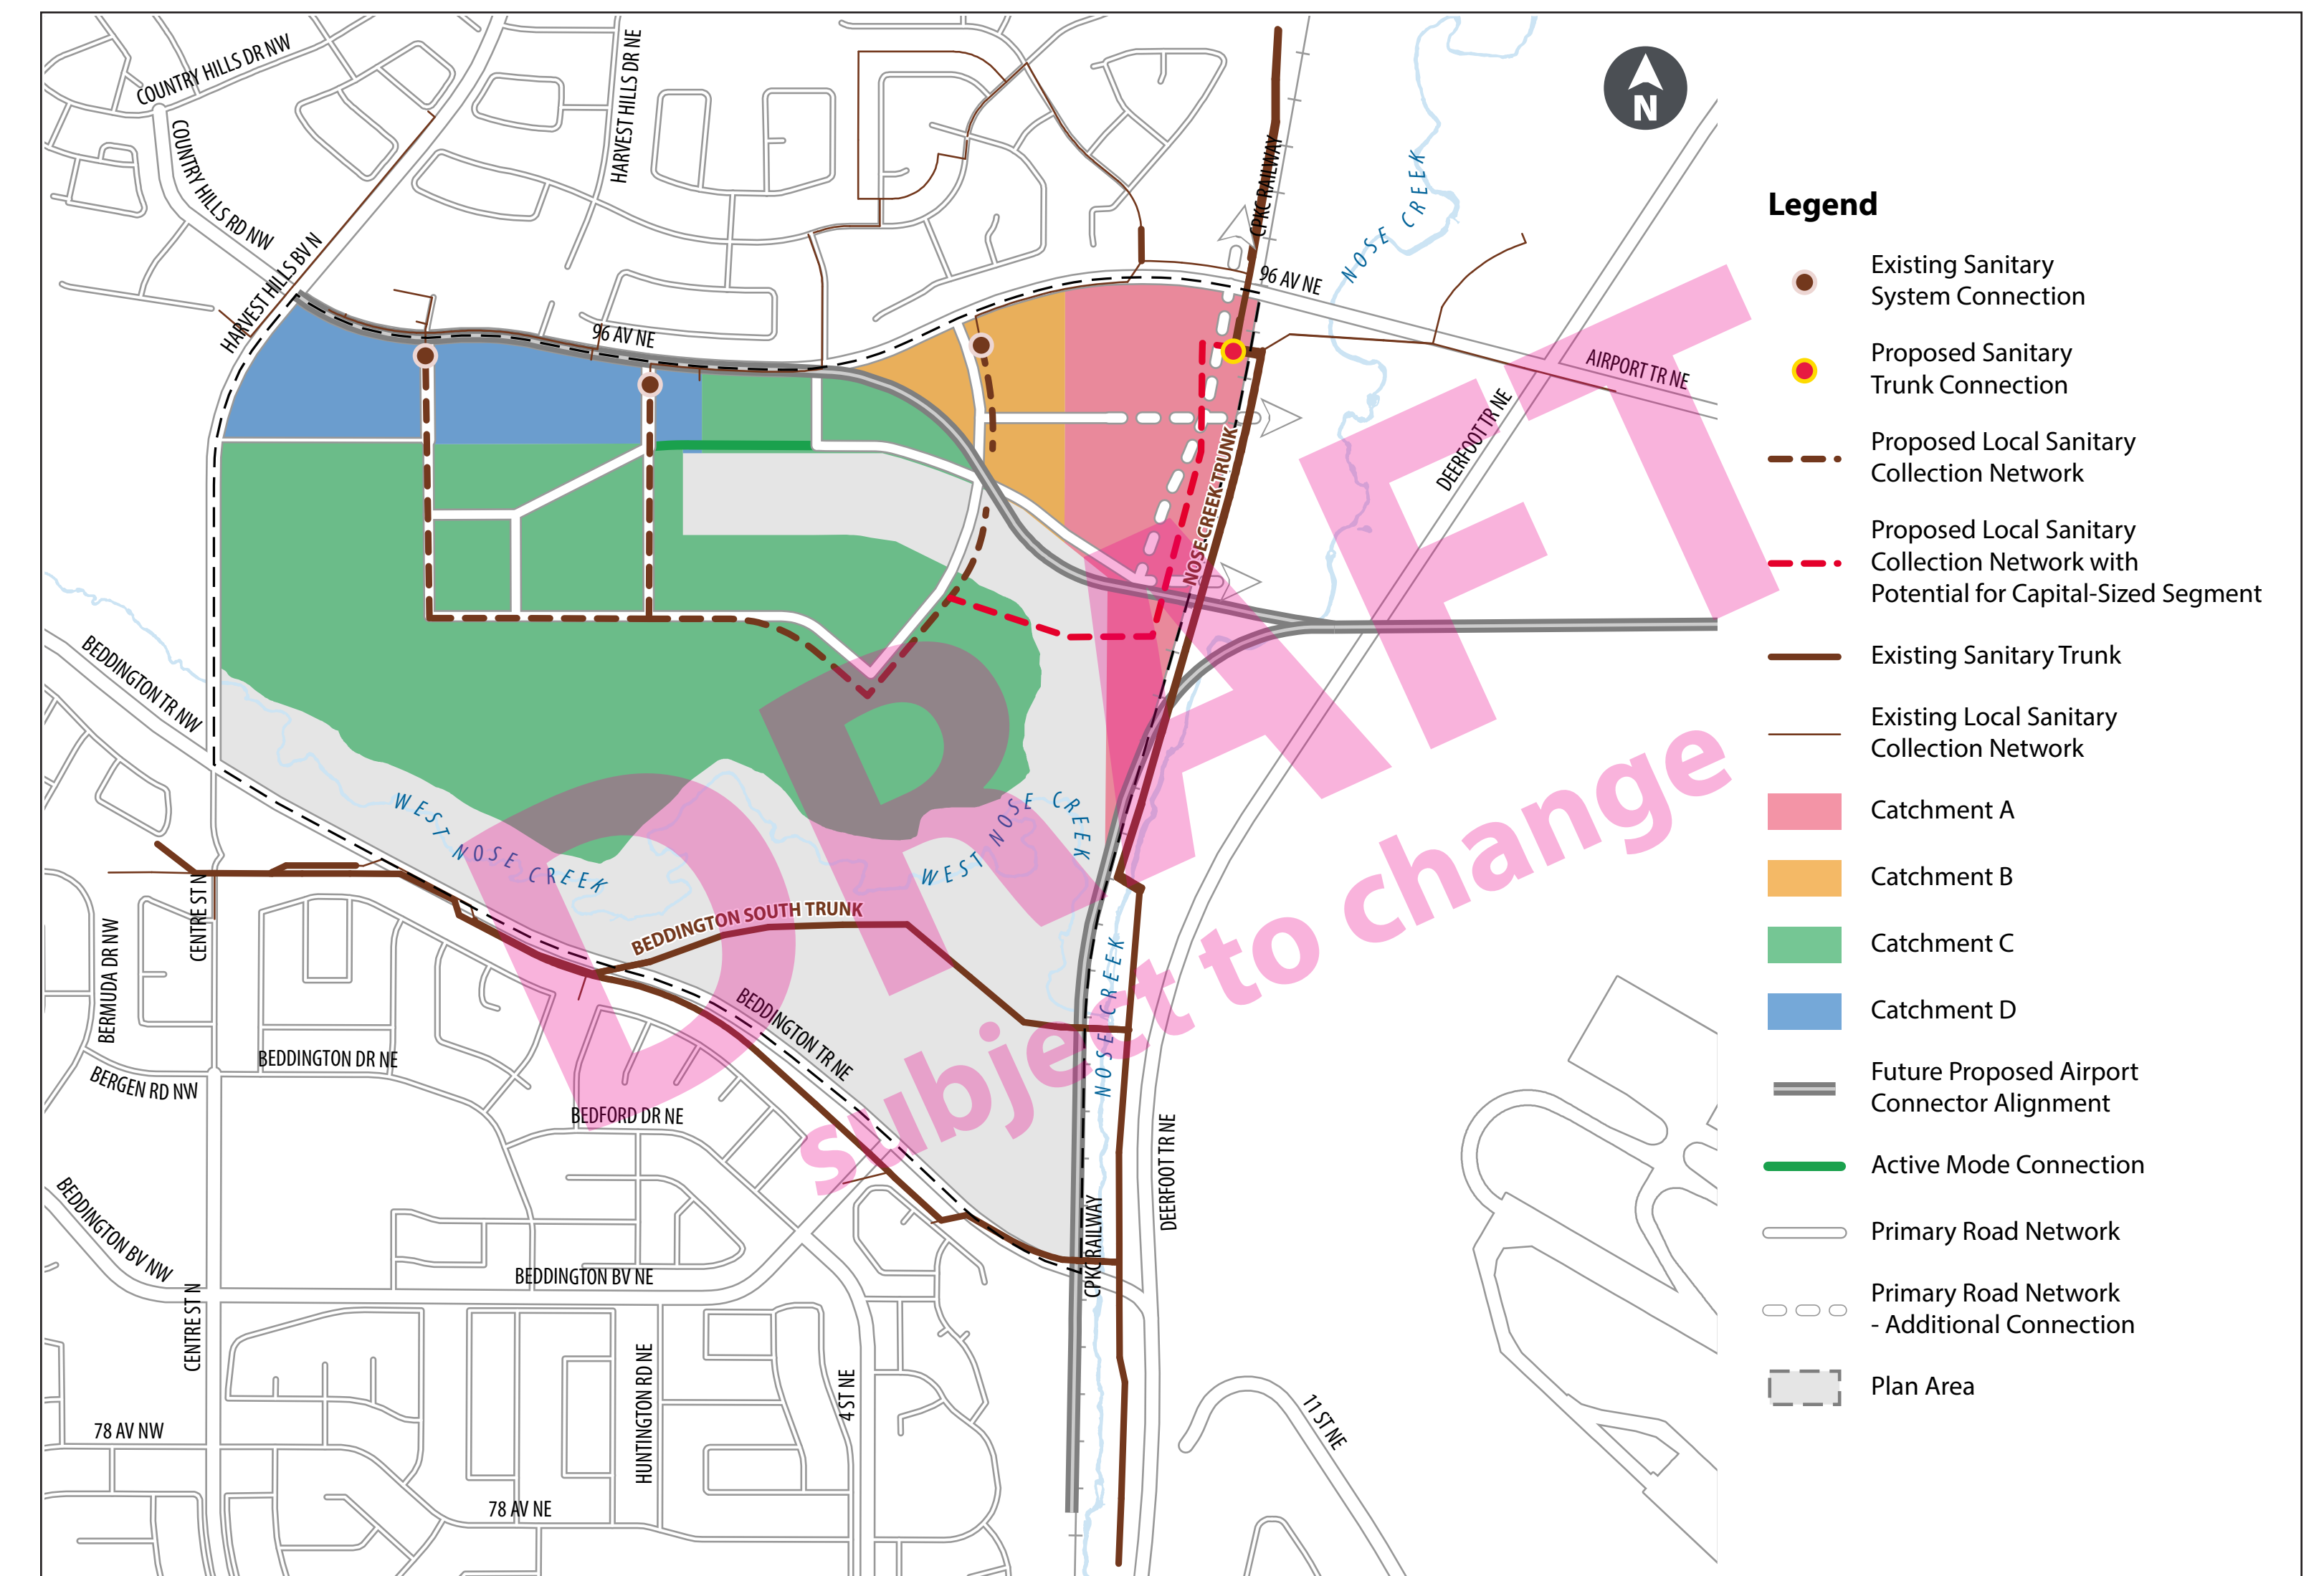 COUNTRY HILLS DR NW
HARVEST HILLS DR NE
COUNTRY HILLS RD NW
HARVEST HILLS BV N
CPKC RAILWAY
NOSE CREEK
N
96 AV NE
96 AV NE
AIRPORT TR NE
DEERFOOT TR NE
NOSE CREEK TRUNK
BEDDINGTON TR NW
WEST NOSE CREEK
WEST NOSE CREEK
BEDDINGTON SOUTH TRUNK
CENTRE ST N
BERMUDA DR NW
BEDDINGTON TR NE
NOSE CREEK
BEDDINGTON DR NE
BERGEN RD NW
BEDFORD DR NE
DEERFOOT TR NE
CPKC RAILWAY
BEDDINGTON BV NW
BEDDINGTON BV NE
CENTRE ST N
HUNTINGTON RD NE
4 ST NE
11 ST NE
78 AV NW
78 AV NE
DRAFT
subject to change
Legend
Existing Sanitary
System Connection
Proposed Sanitary
Trunk Connection
Proposed Local Sanitary
Collection Network
Proposed Local Sanitary
Collection Network with
Potential for Capital-Sized Segment
Existing Sanitary Trunk
Existing Local Sanitary
Collection Network
Catchment A
Catchment B
Catchment C
Catchment D
Future Proposed Airport
Connector Alignment
Active Mode Connection
Primary Road Network
Primary Road Network
- Additional Connection
Plan Area